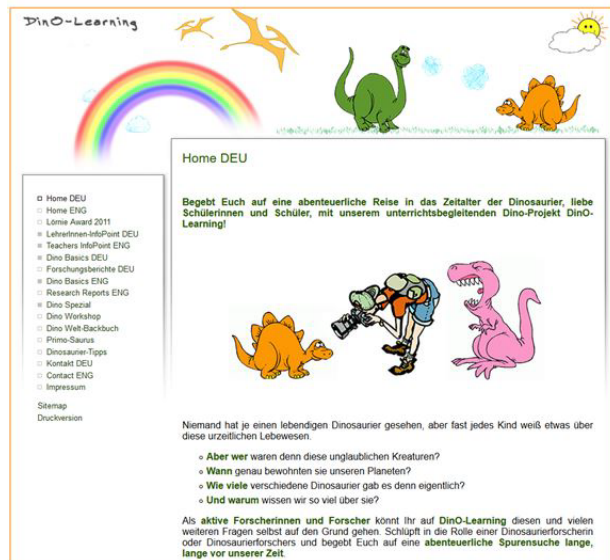 DinO-Learning
Home DEU
Home DEU
Home ENG
Lömie Award 2011
LehrerInnen-InfoPoint DEU
Teachers InfoPoint ENG
Dino Basics DEU
Forschungsberichte DEU
Dino Basics ENG
Research Reports ENG
Dino Spezial
Dino Workshop
Dino Welt-Backbuch
Primo-Saurus
Dinosaurier-Tipps
Kontakt DEU
Contact ENG
Impressum
Sitemap
Druckversion
Begebt Euch auf eine abenteuerliche Reise in das Zeitalter der Dinosaurier, liebe
Schülerinnen und Schüler, mit unserem unterrichtsbegleitenden Dino-Projekt DinO-
Learning!
Niemand hat je einen lebendigen Dinosaurier gesehen, aber fast jedes Kind weiß etwas über
diese urzeitlichen Lebewesen.
Aber wer waren denn diese unglaublichen Kreaturen?
Wann genau bewohnten sie unseren Planeten?
Wie viele verschiedene Dinosaurier gab es denn eigentlich?
Und warum wissen wir so viel über sie?
Als aktive Forscherinnen und Forscher könnt Ihr auf DinO-Learning diesen und vielen
weiteren Fragen selbst auf den Grund gehen. Schlüpft in die Rolle einer Dinosaurierforscherin
oder Dinosaurierforschers und begebt Euch auf eine abenteuerliche Spurensuche lange,
lange vor unserer Zeit.